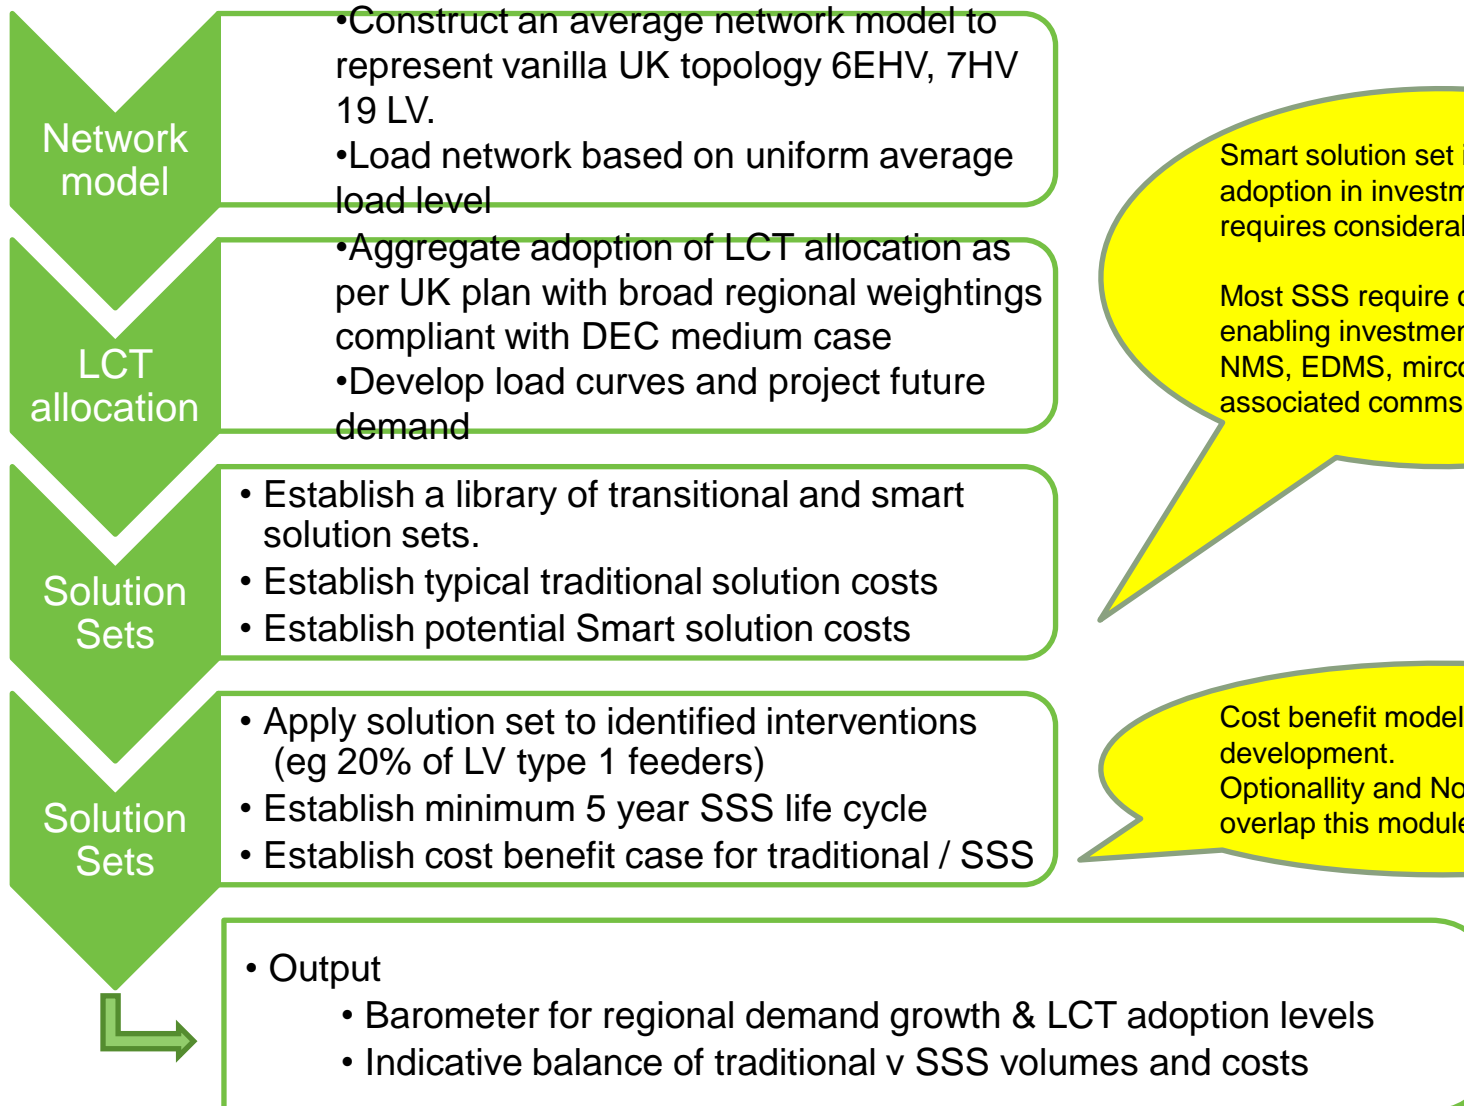 Network
model
•Construct an average network model to
represent vanilla UK topology 6EHV, 7HV
19 LV.
•Load network based on uniform average
load level
LCT
allocation
•Aggregate adoption of LCT allocation as
per UK plan with broad regional weightings
compliant with DEC medium case
•Develop load curves and project future
demand
Solution
Sets
• Establish a library of transitional and smart
solution sets.
• Establish typical traditional solution costs
• Establish potential Smart solution costs
Smart solution set
adoption in
requires
Most SSS require
enabling
NMS, EDMS,
associated comms
Solution
Sets
• Apply solution set to identified interventions
(eg 20% of LV type 1 feeders)
• Establish minimum 5 year SSS life cycle
• Establish cost benefit case for traditional / SSS
Cost benefit model
development.
Optionallity and
overlap this
• Output
• Barometer for regional demand growth & LCT adoption levels
• Indicative balance of traditional v SSS volumes and costs